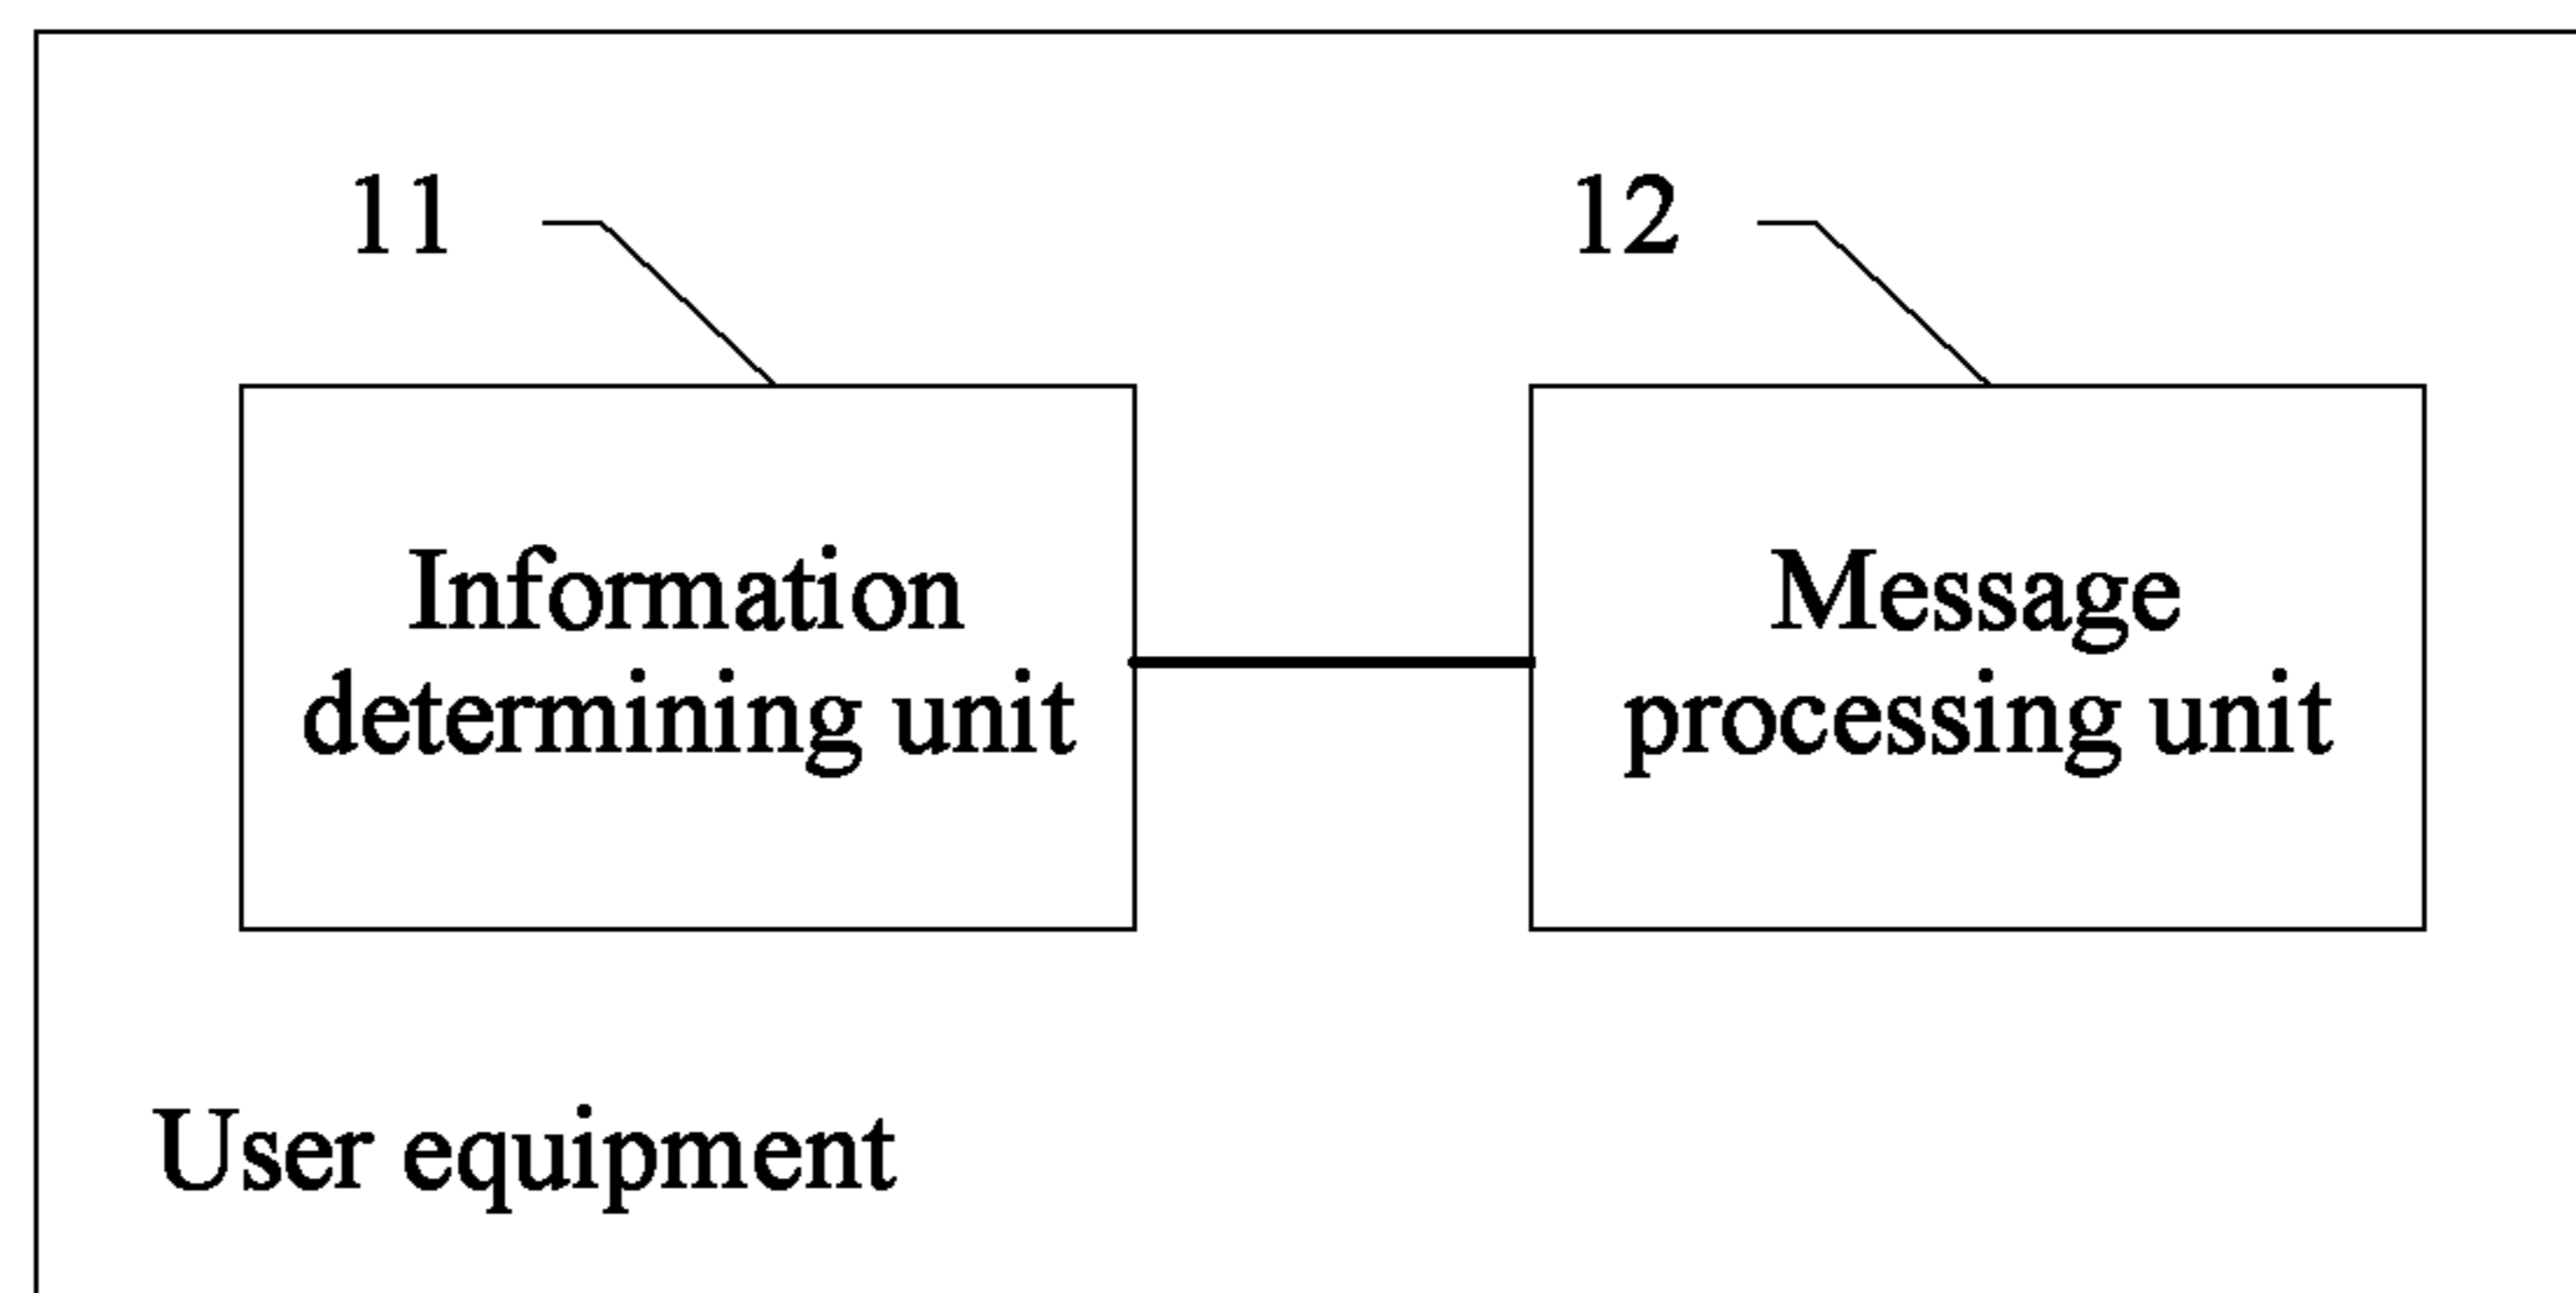 11
12
Information
determining unit
Message
processing unit
User equipment